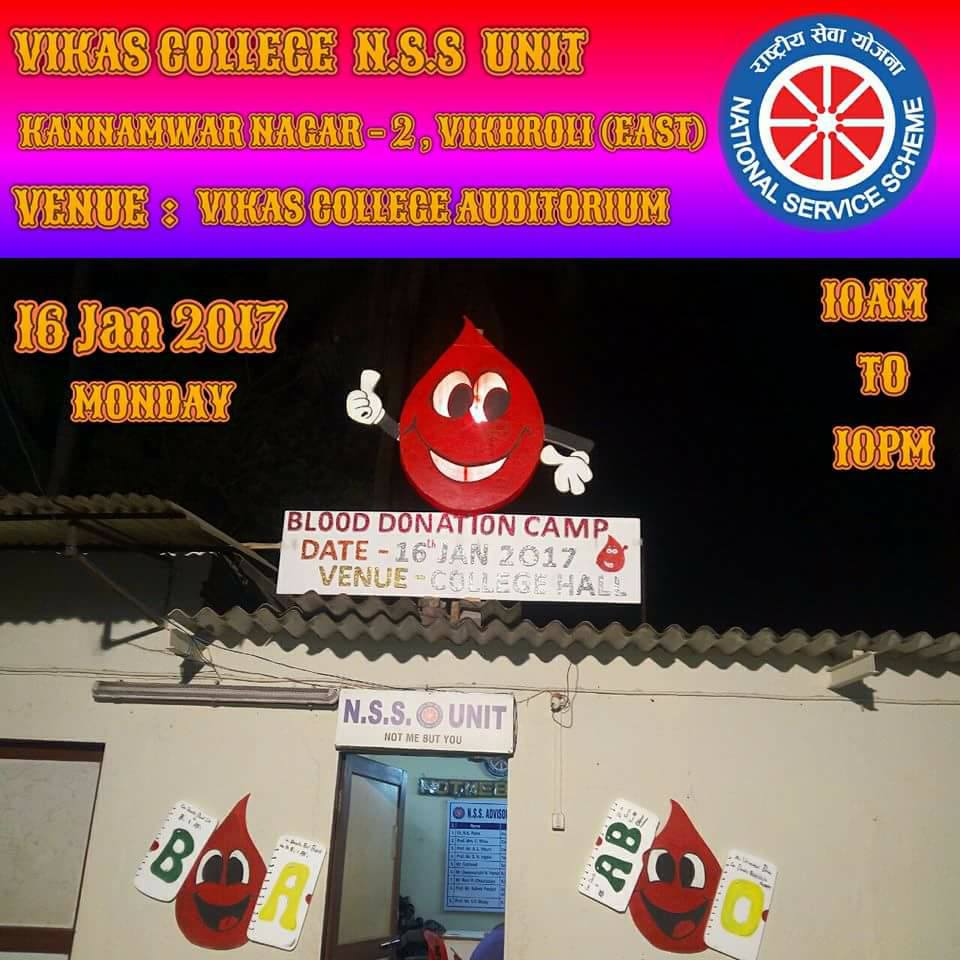 VIKAS COLLEGE N.S.S UNIT
KANNAMWAR NAGAR - 2 , VIKHROLI (EAST)
VENUE : VIKAS COLLEGE AUDITORIUM
राष्ट्रीय सेवा योजना
NATIONAL SERVICE SCHEME
16 Jan 2017
MONDAY
10AM
TO
10PM
BLOOD DONATION CAMP
DATE - 16th JAN 2017
VENUE - COLLEGE HALL
N.S.S. UNIT
NOT ME BUT YOU
N.S.S. ADVISO
Name
B
A
AB
O